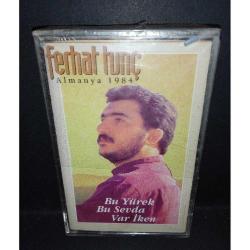 ferhat tunç
Almanya 1984
Bu Yürek
Bu Sevda
Var İken